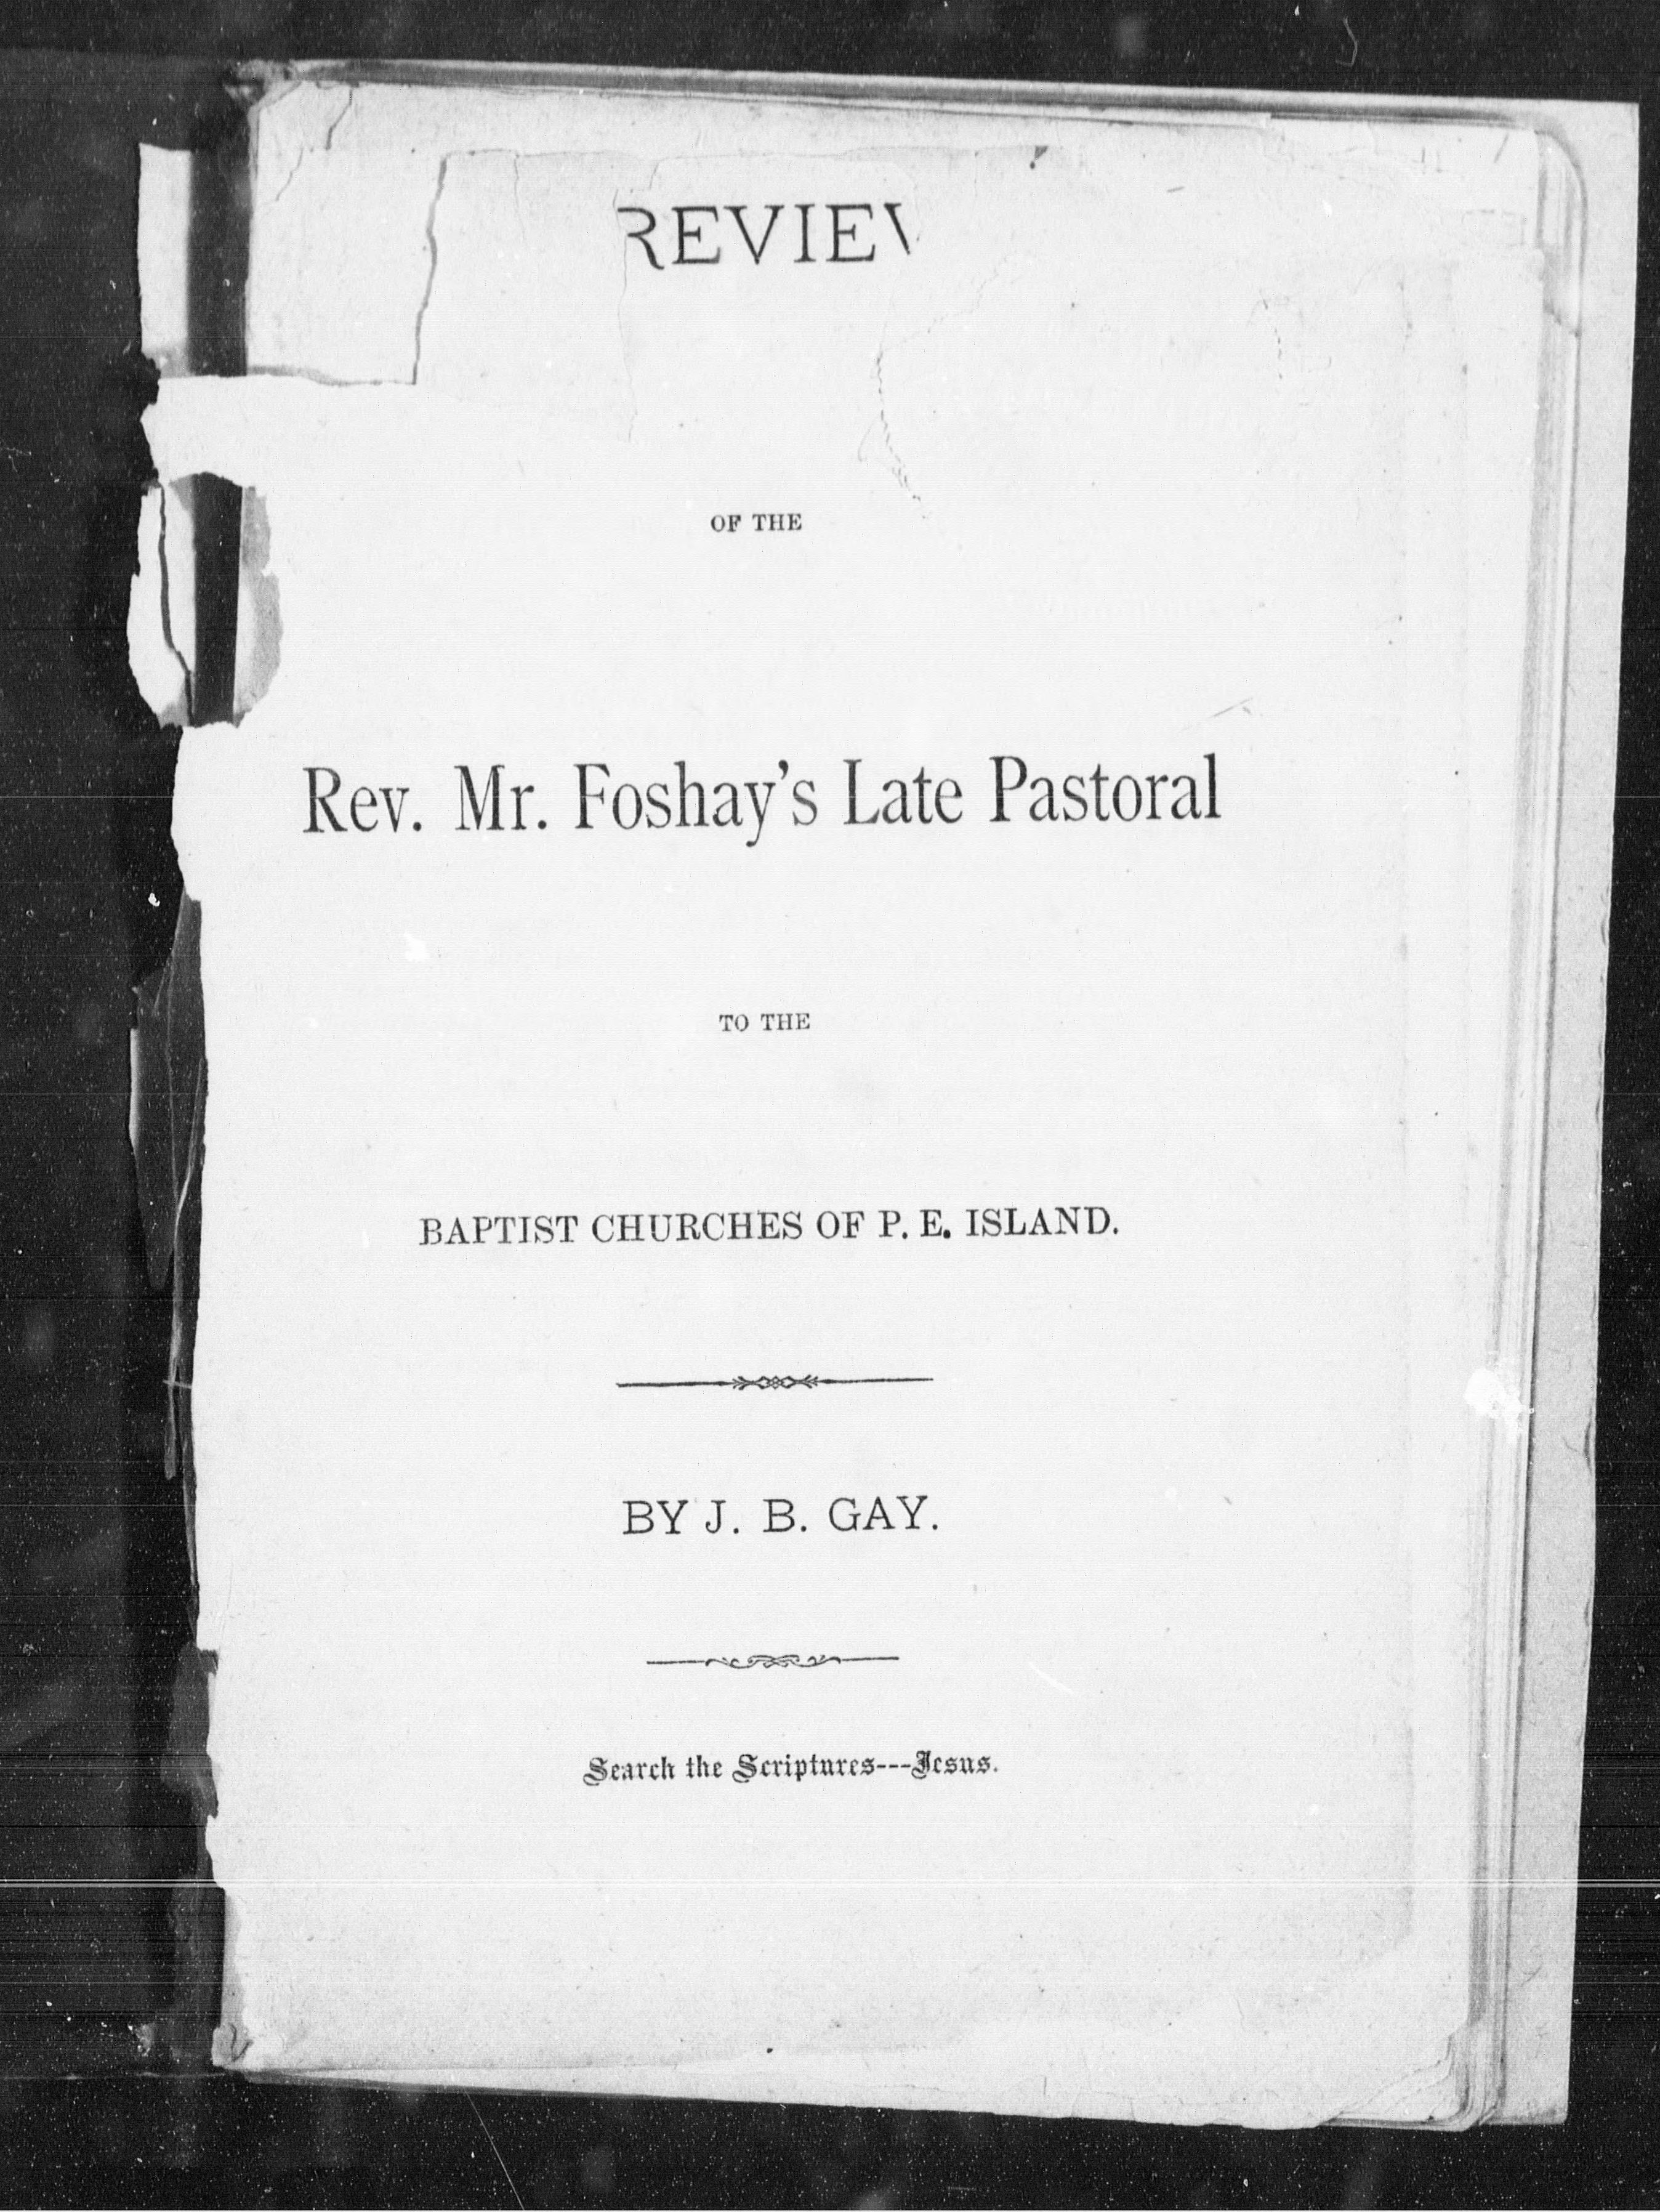 REVIEW
OF THE
Rev. Mr. Foshay's Late Pastoral
TO THE
BAPTIST CHURCHES OF P. E. ISLAND.
BY J. B. GAY.
Search the Scriptures---Jesus.